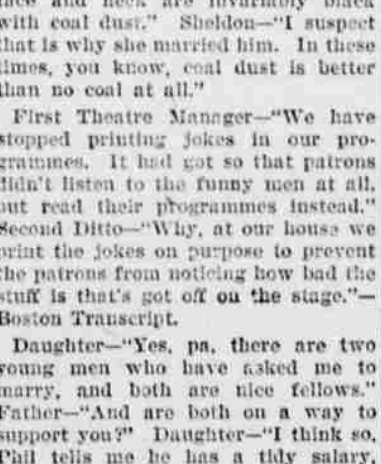 face and neck are invariably black
with coal dust." Sheldon—"I suspect
that is why she married him. In these
times, you know, coal dust is better
than no coal at all."
First Theatre Manager—"We have
stopped printing jokes in our pro-
grammes. It had got so that patrons
didn't listen to the funny men at all,
but read their programmes instead."
Second Ditto—"Why, at our house we
print the jokes on purpose to prevent
the patrons from noticing how bad the
stuff is that's got off on the stage."—
Boston Transcript.
Daughter—"Yes, pa, there are two
young men who have asked me to
marry, and both are nice fellows."
Father—"And are both on a way to
support you?" Daughter—"I think so.
Phil tells me he has a tidy salary,